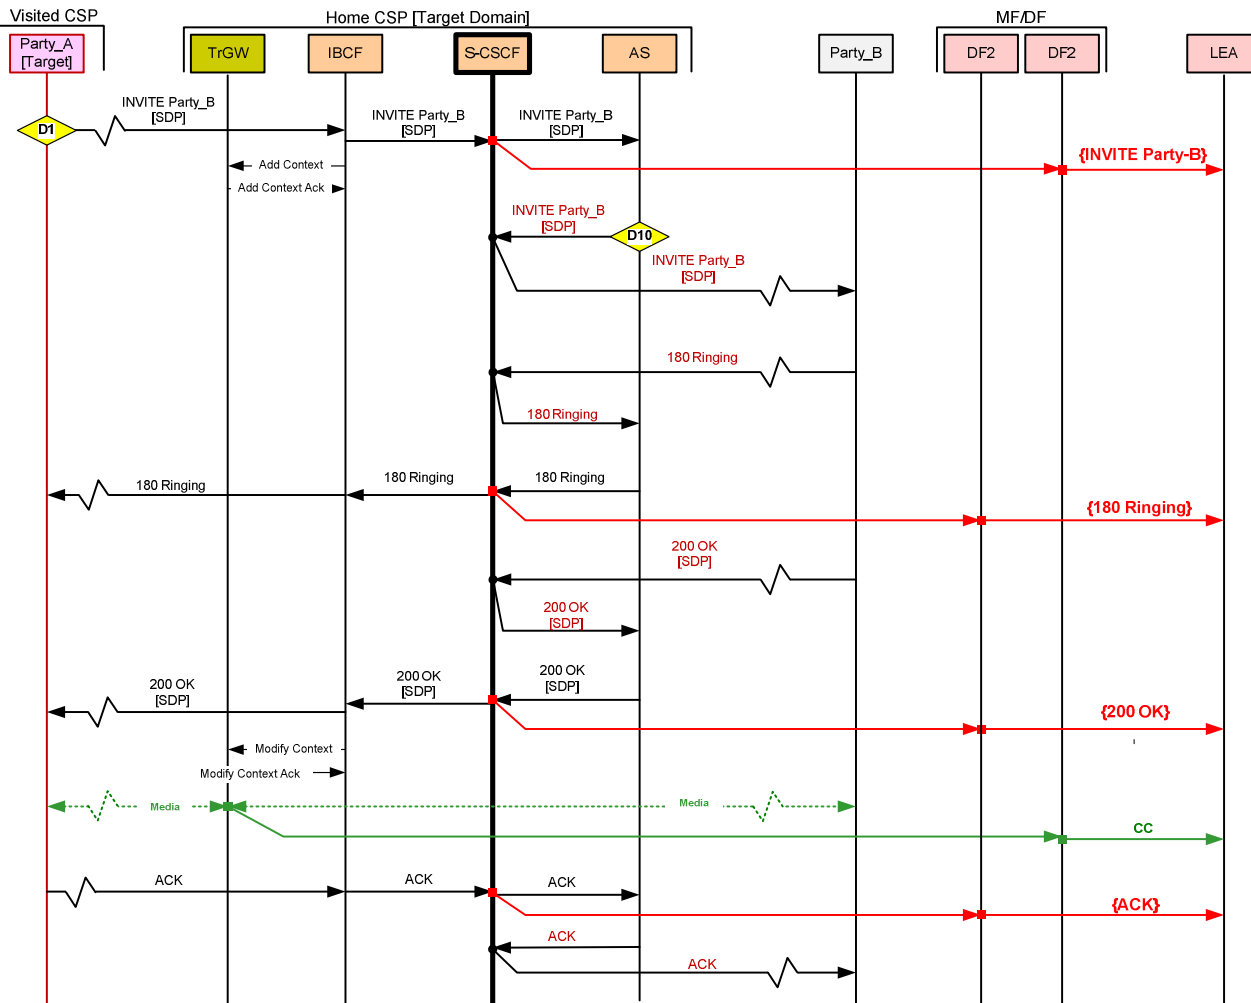 Visited CSP
Home CSP [Target Domain]
MF/DF
Party_A
[Target]
TrGW
IBCF
S-CSCF
AS
Party_B
DF2
DF2
LEA
D1
INVITE Party_B
[SDP]
INVITE Party_B
[SDP]
INVITE Party_B
[SDP]
{INVITE Party-B}
Add Context
Add Context Ack
INVITE Party_B
[SDP]
D10
INVITE Party_B
[SDP]
180 Ringing
180 Ringing
180 Ringing
180 Ringing
180 Ringing
{180 Ringing}
200 OK
[SDP]
200 OK
[SDP]
200 OK
[SDP]
200 OK
[SDP]
200 OK
[SDP]
{200 OK}
Modify Context
Modify Context Ack
Media
Media
CC
ACK
ACK
ACK
{ACK}
ACK
ACK